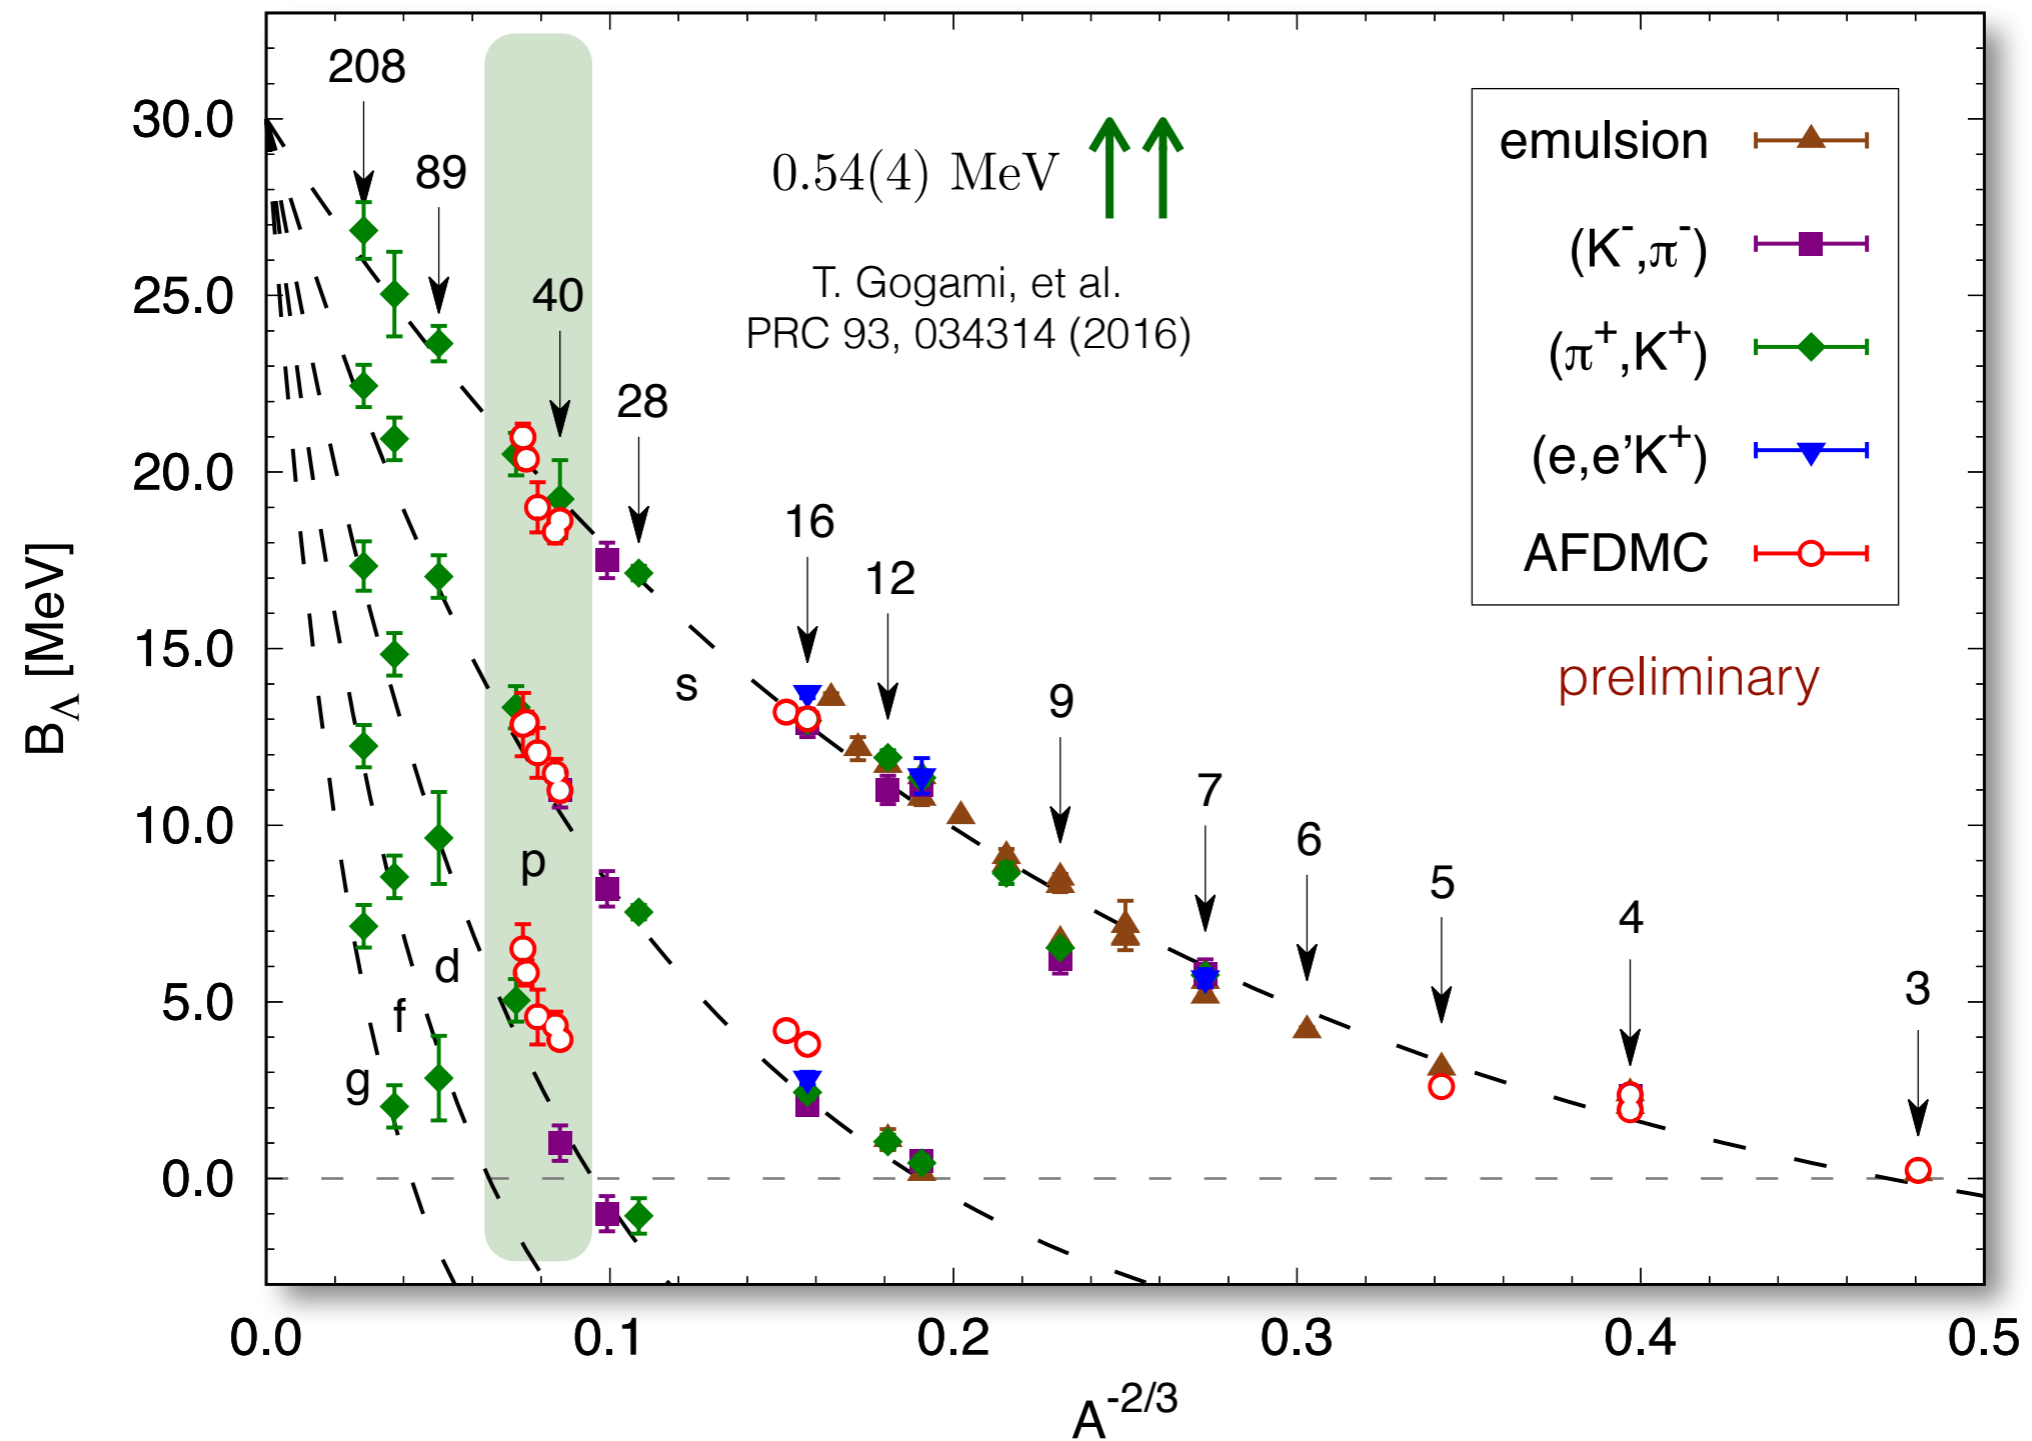 30.0
25.0
20.0
15.0
10.0
5.0
0.0
B_Λ [MeV]
0.0 0.1 0.2 0.3 0.4 0.5
A^-2/3
208
89
40
28
16
12
9
7
6
5
4
3
s
p
d
f
g
0.54(4) MeV
T. Gogami, et al.
PRC 93, 034314 (2016)
emulsion
(K⁻,π⁻)
(π⁺,K⁺)
(e,e'K⁺)
AFDMC
preliminary